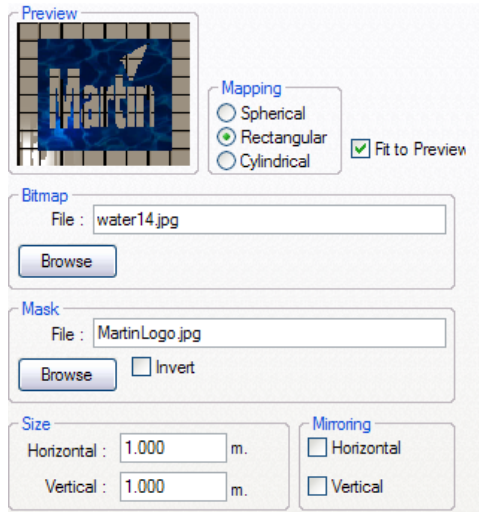 Preview
Martin
Mapping
Spherical
Rectangular
Cylindrical
Fit to Preview
Bitmap
File : water14.jpg
Browse
Mask
File : MartinLogo.jpg
Browse
Invert
Size
Horizontal : 1.000 m.
Vertical : 1.000 m.
Mirroring
Horizontal
Vertical